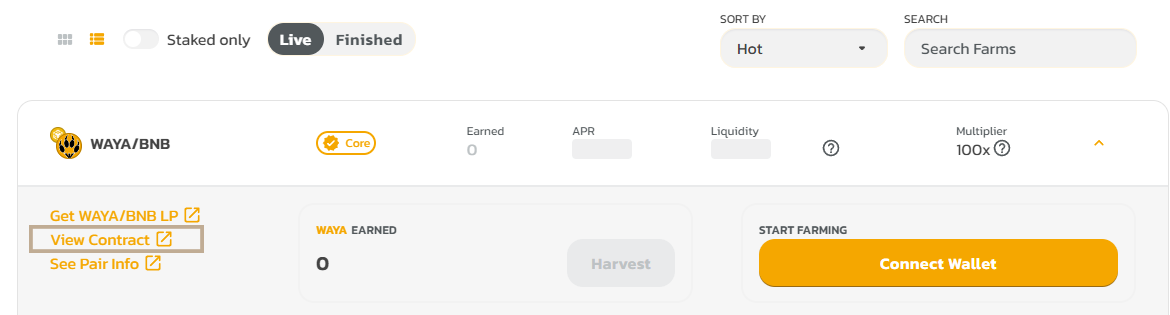 SORT BY
SEARCH
Staked only
Live
Finished
Hot
Search Farms
WAYA/BNB
Core
Earned
0
APR
Liquidity
?
Multiplier
100x ?
Get WAYA/BNB LP
View Contract
See Pair Info
WAYA EARNED
0
Harvest
START FARMING
Connect Wallet